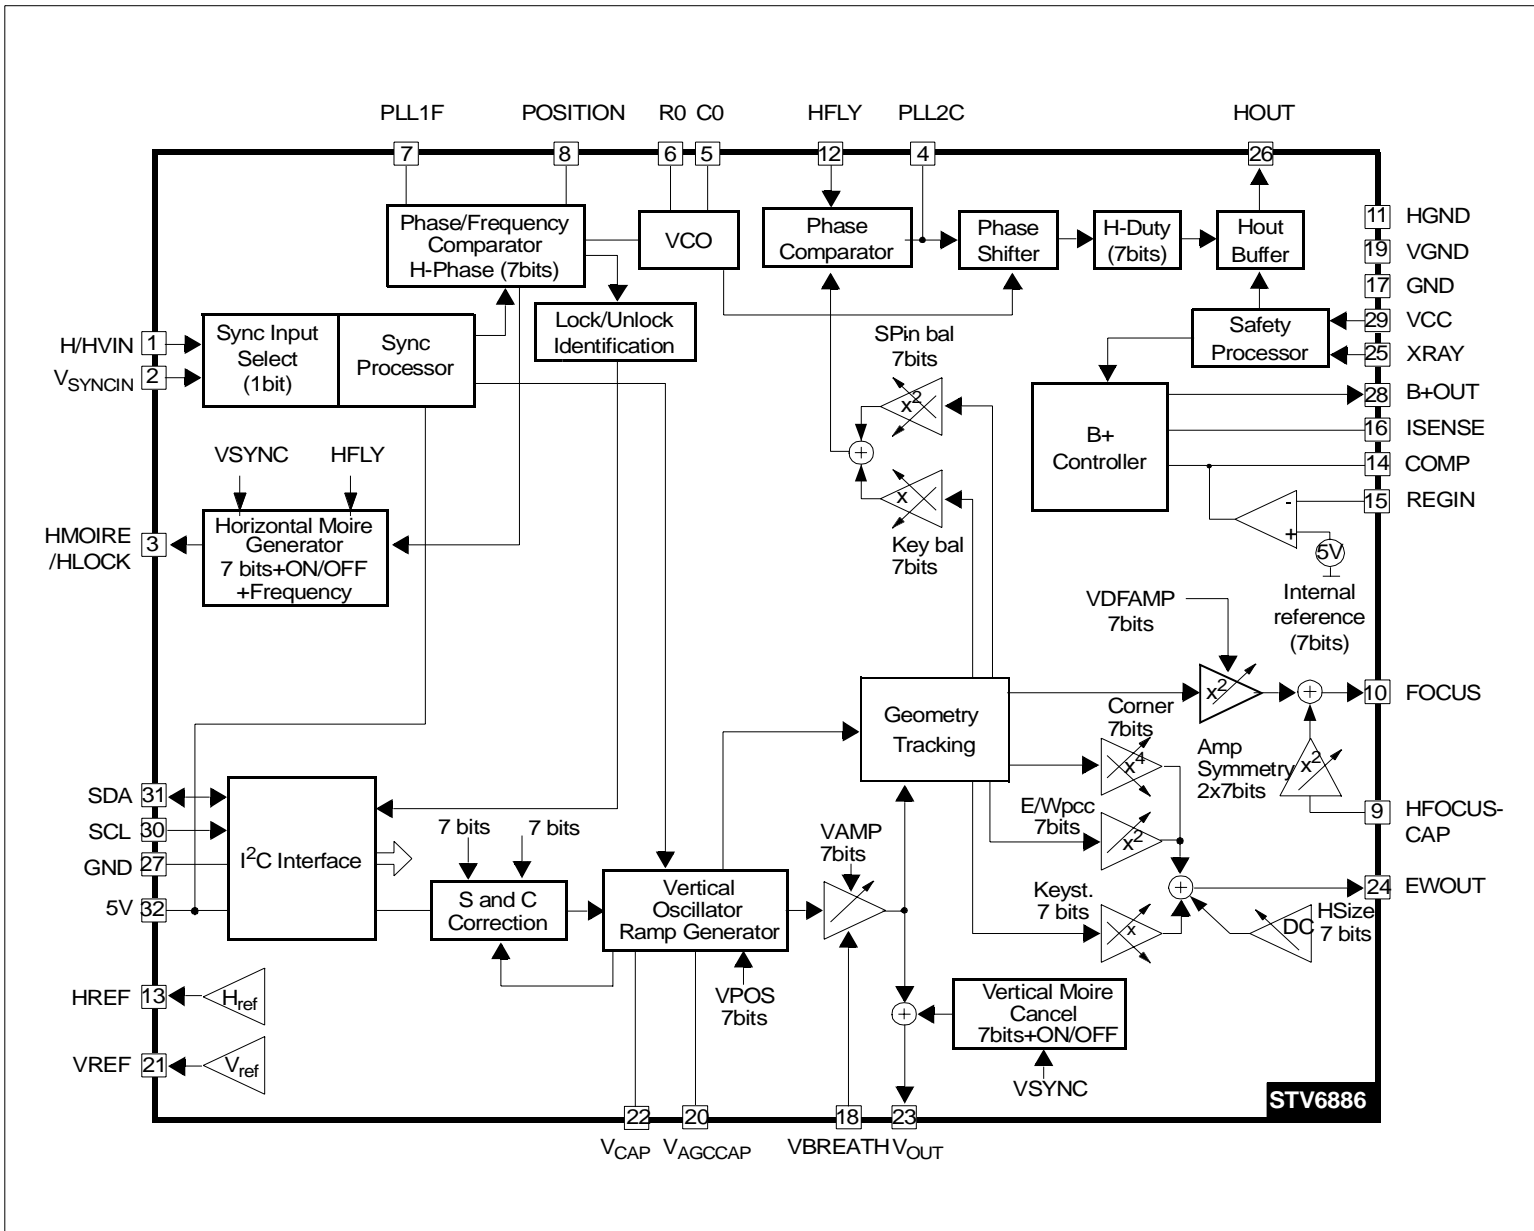 PLL1F
POSITION
R0
C0
HFLY
PLL2C
HOUT
7
8
6
5
12
4
26
Phase/Frequency
Comparator
H-Phase (7bits)
VCO
Phase
Comparator
Phase
Shifter
H-Duty
(7bits)
Hout
Buffer
11
HGND
19
VGND
17
GND
29
VCC
25
XRAY
28
B+OUT
16
ISENSE
14
COMP
15
REGIN
H/HVIN
1
VSYNCIN
2
Sync Input
Select
(1bit)
Sync
Processor
Lock/Unlock
Identification
Safety
Processor
SPin bal
7bits
x2
+
x
Key bal
7bits
B+
Controller
-
+
5V
Internal
reference
(7bits)
VSYNC
HFLY
HMOIRE
/HLOCK
3
Horizontal Moire
Generator
7 bits+ON/OFF
+Frequency
VDFAMP
7bits
x2
+
10
FOCUS
Geometry
Tracking
Corner
7bits
x4
Amp
Symmetry
2x7bits
x2
9
HFOCUS-
CAP
SDA
31
SCL
30
GND
27
5V
32
I2C Interface
7 bits
7 bits
S and C
Correction
Vertical
Oscillator
Ramp Generator
VAMP
7bits
E/Wpcc
7bits
x2
+
24
EWOUT
Keyst.
7 bits
x
DC
HSize
7 bits
HREF
13
Href
VREF
21
Vref
VPOS
7bits
+
Vertical Moire
Cancel
7bits+ON/OFF
VSYNC
STV6886
22
20
18
23
VCAP
VAGCCAP
VBREATH
VOUT